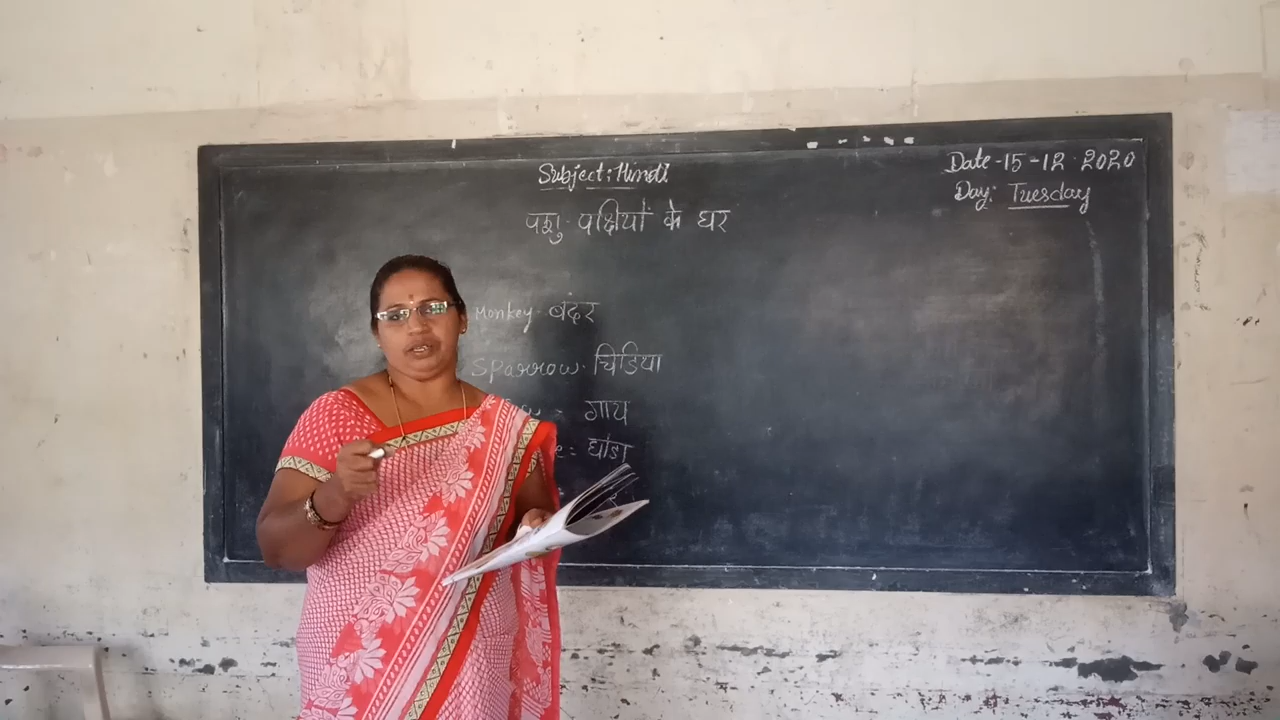 Subject: Hindi
Date - 15 - 12 · 2020
Day: Tuesday
पशु · पक्षियों के घर
Monkey - बंदर
Sparrow · चिडिया
- गाय
= घोडा